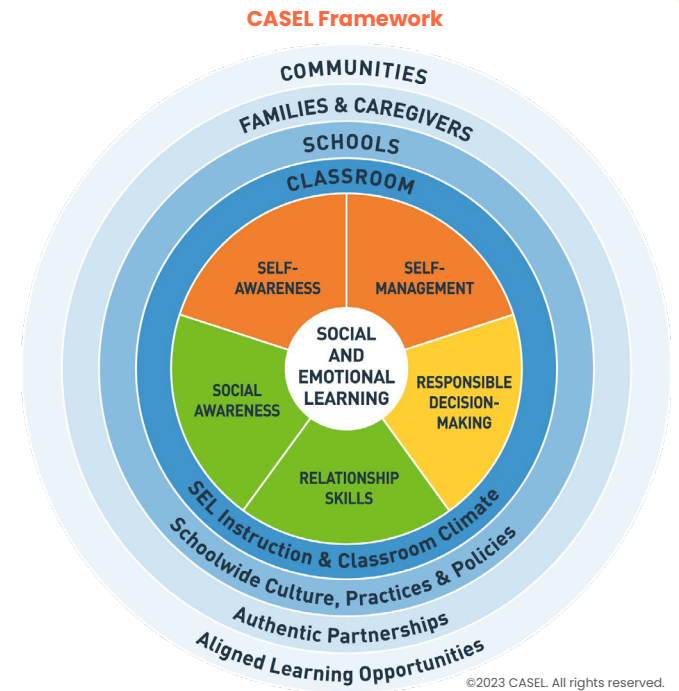 CASEL Framework
COMMUNITIES
FAMILIES & CAREGIVERS
SCHOOLS
CLASSROOM
SELF-
AWARENESS
SELF-
MANAGEMENT
SOCIAL
AND
EMOTIONAL
LEARNING
SOCIAL
AWARENESS
RESPONSIBLE
DECISION-
MAKING
RELATIONSHIP
SKILLS
SEL Instruction & Classroom Climate
Schoolwide Culture, Practices & Policies
Authentic Partnerships
Aligned Learning Opportunities
©2023 CASEL. All rights reserved.